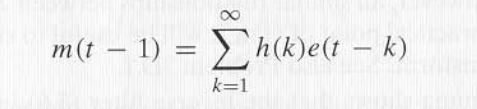 m(t − 1) = ∑_{k=1}^{∞} h(k)e(t − k)